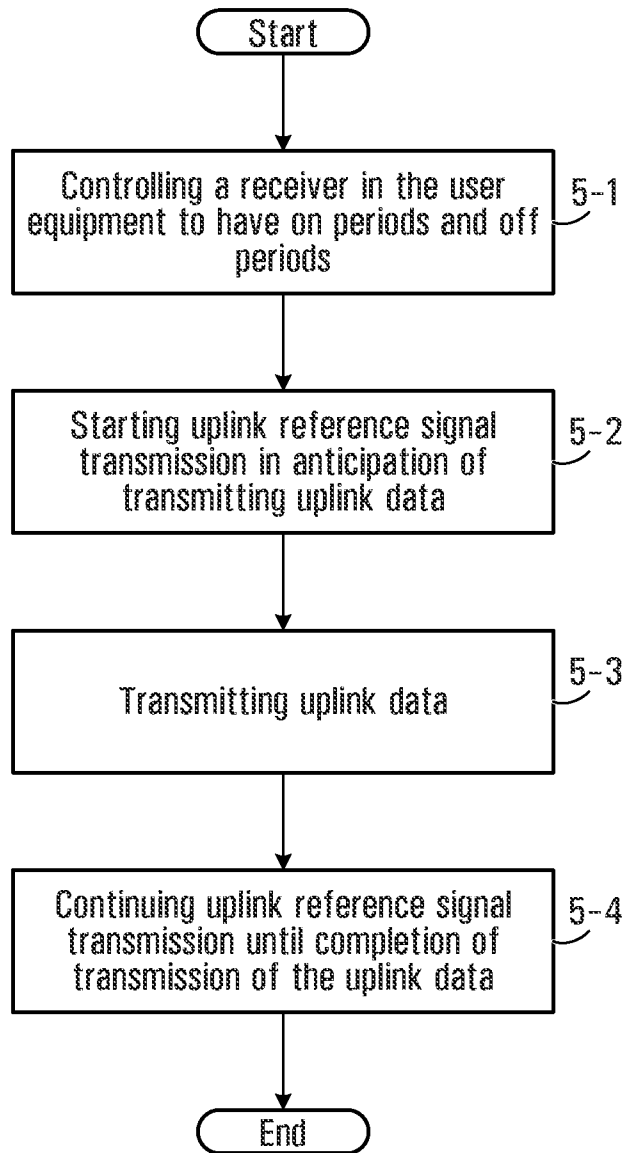 Start
Controlling a receiver in the user
equipment to have on periods and off
periods
5-1
Starting uplink reference signal
transmission in anticipation of
transmitting uplink data
5-2
Transmitting uplink data
5-3
Continuing uplink reference signal
transmission until completion of
transmission of the uplink data
5-4
End